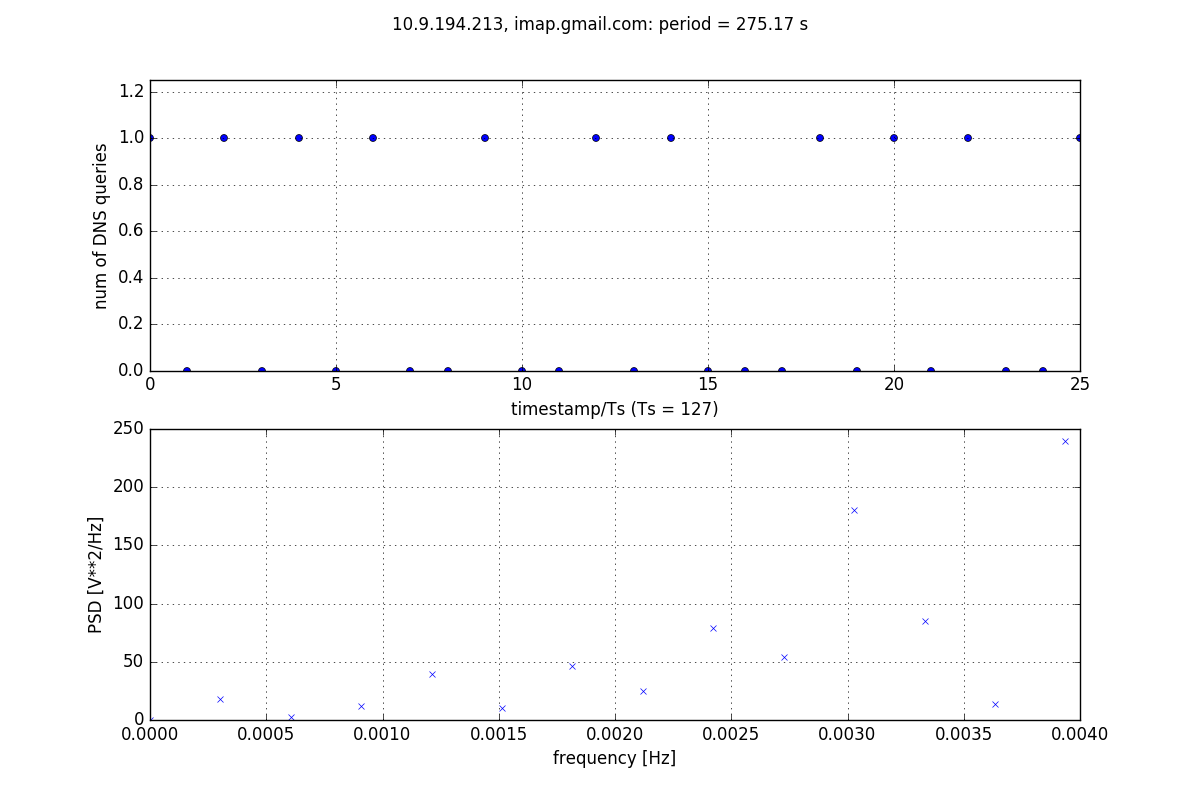 10.9.194.213, imap.gmail.com: period = 275.17 s
num of DNS queries
1.2
1.0
0.8
0.6
0.4
0.2
0.0
0 5 10 15 20 25
timestamp/Ts (Ts = 127)
PSD [V**2/Hz]
250
200
150
100
50
0
0.0000 0.0005 0.0010 0.0015 0.0020 0.0025 0.0030 0.0035 0.0040
frequency [Hz]